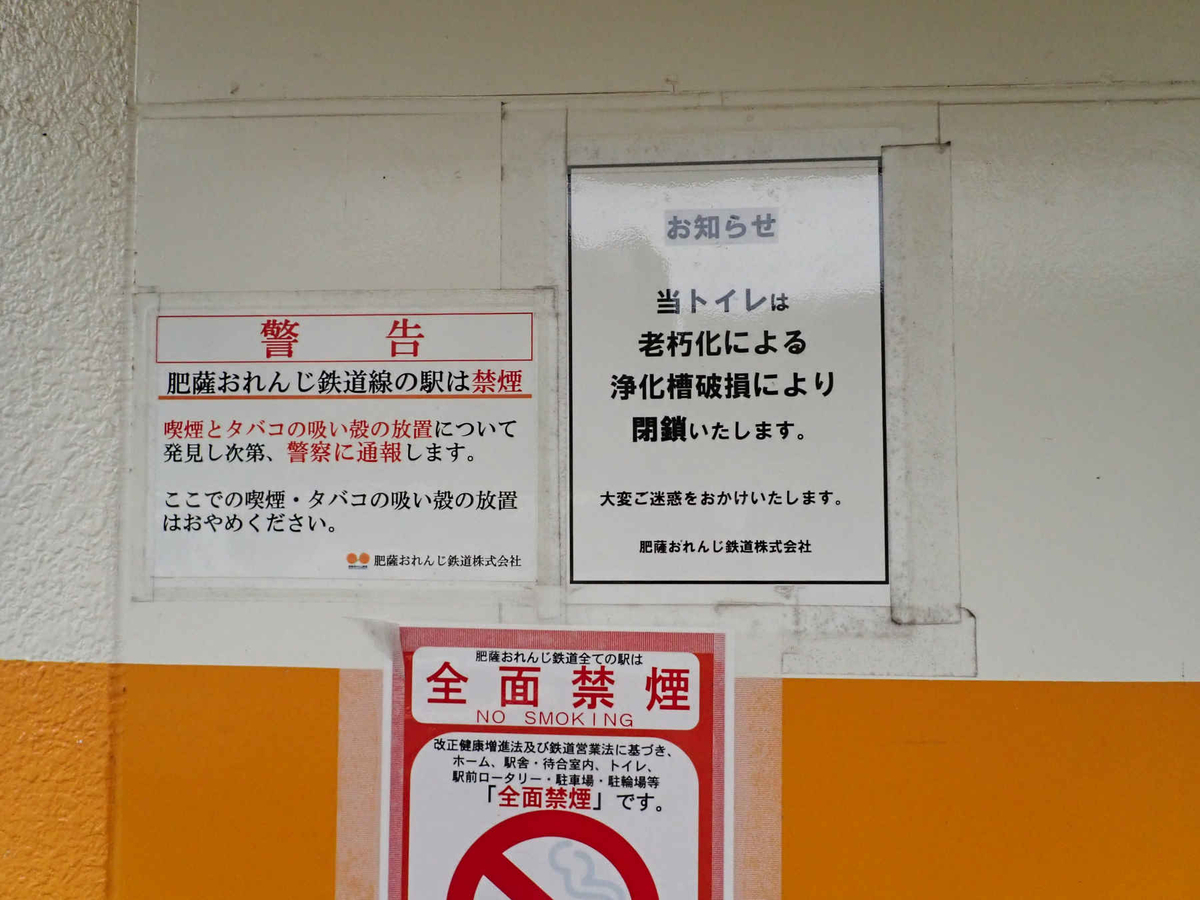 警 告
肥薩おれんじ鉄道線の駅は禁煙
喫煙とタバコの吸い殻の放置について
発見し次第、警察に通報します。
ここでの喫煙・タバコの吸い殻の放置
はおやめください。
肥薩おれんじ鉄道株式会社
お知らせ
当トイレは
老朽化による
浄化槽破損により
閉鎖いたします。
大変ご迷惑をおかけいたします。
肥薩おれんじ鉄道株式会社
肥薩おれんじ鉄道全ての駅は
全面禁煙
NO SMOKING
改正健康増進法及び鉄道営業法に基づき、
ホーム、駅舎・待合室内、トイレ、
駅前ロータリー・駐車場・駐輪場等
「全面禁煙」です。